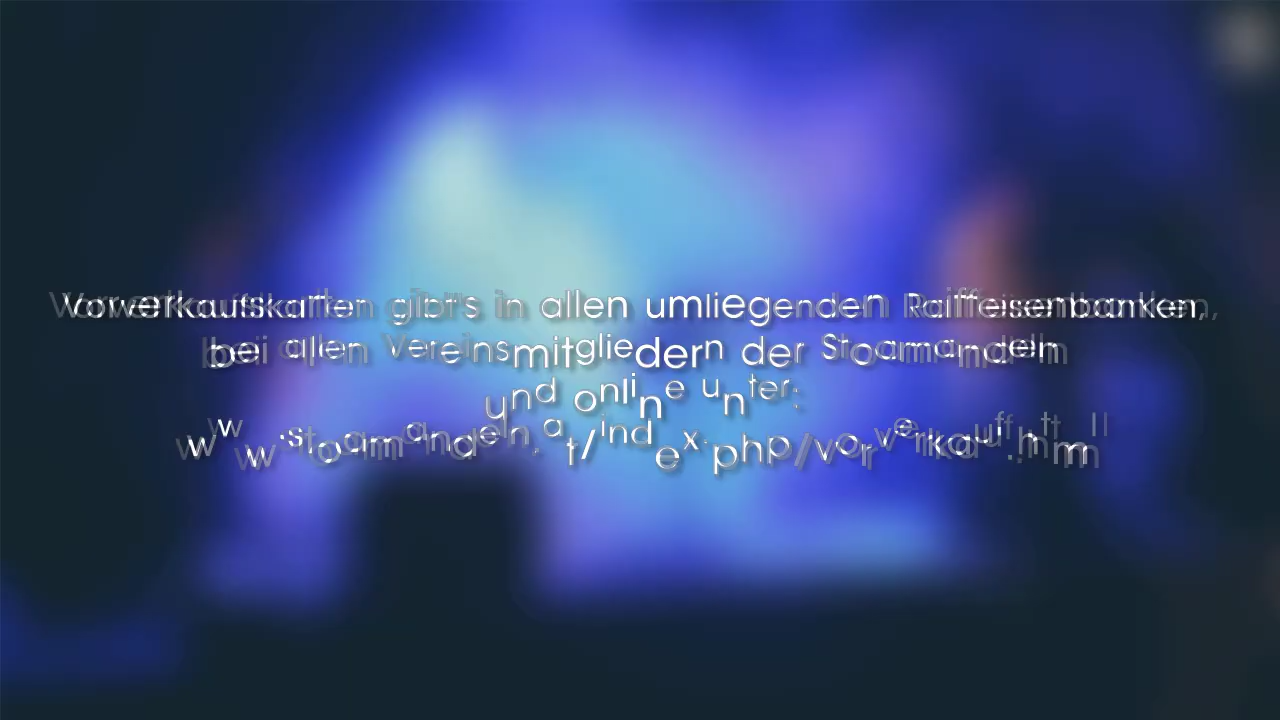 Vorverkaufskarten gibt's in allen umliegenden Raiffeisenbanken,
bei allen Vereinsmitgliedern der Stoamandeln
und online unter:
www.stoamandeln.at/index.php/vorverkauf.html